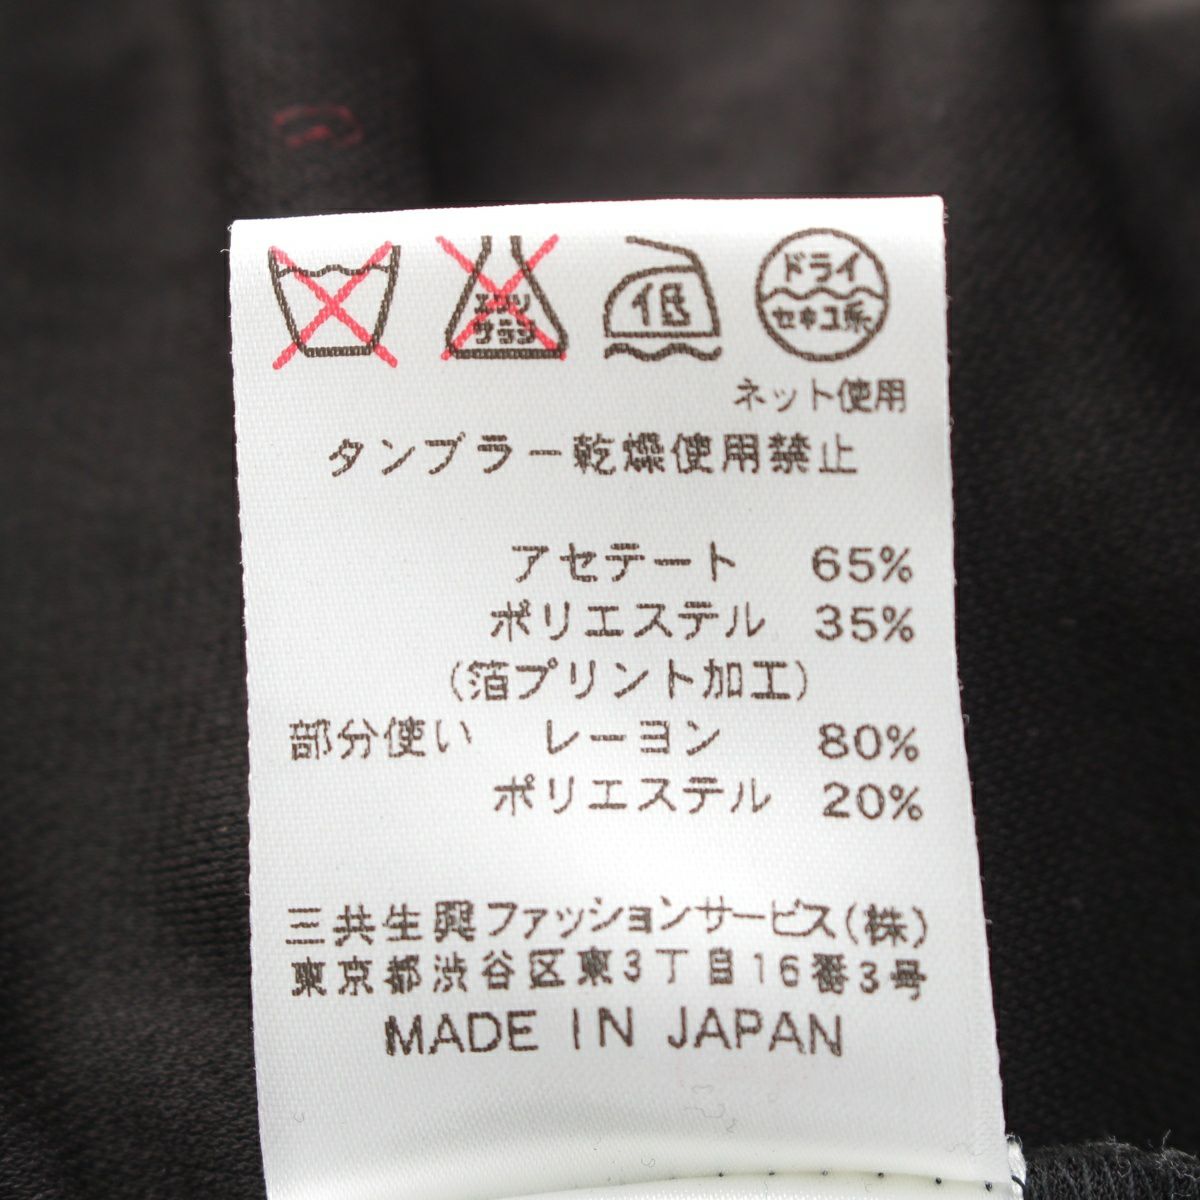 エンソ サラシ 低 ドライ セキユ系
ネット使用
タンブラー乾燥使用禁止
アセテート 65%
ポリエステル 35%
(箔プリント加工)
部分使い レーヨン 80%
ポリエステル 20%
三共生興ファッションサービス(株)
東京都渋谷区東3丁目16番3号
MADE IN JAPAN